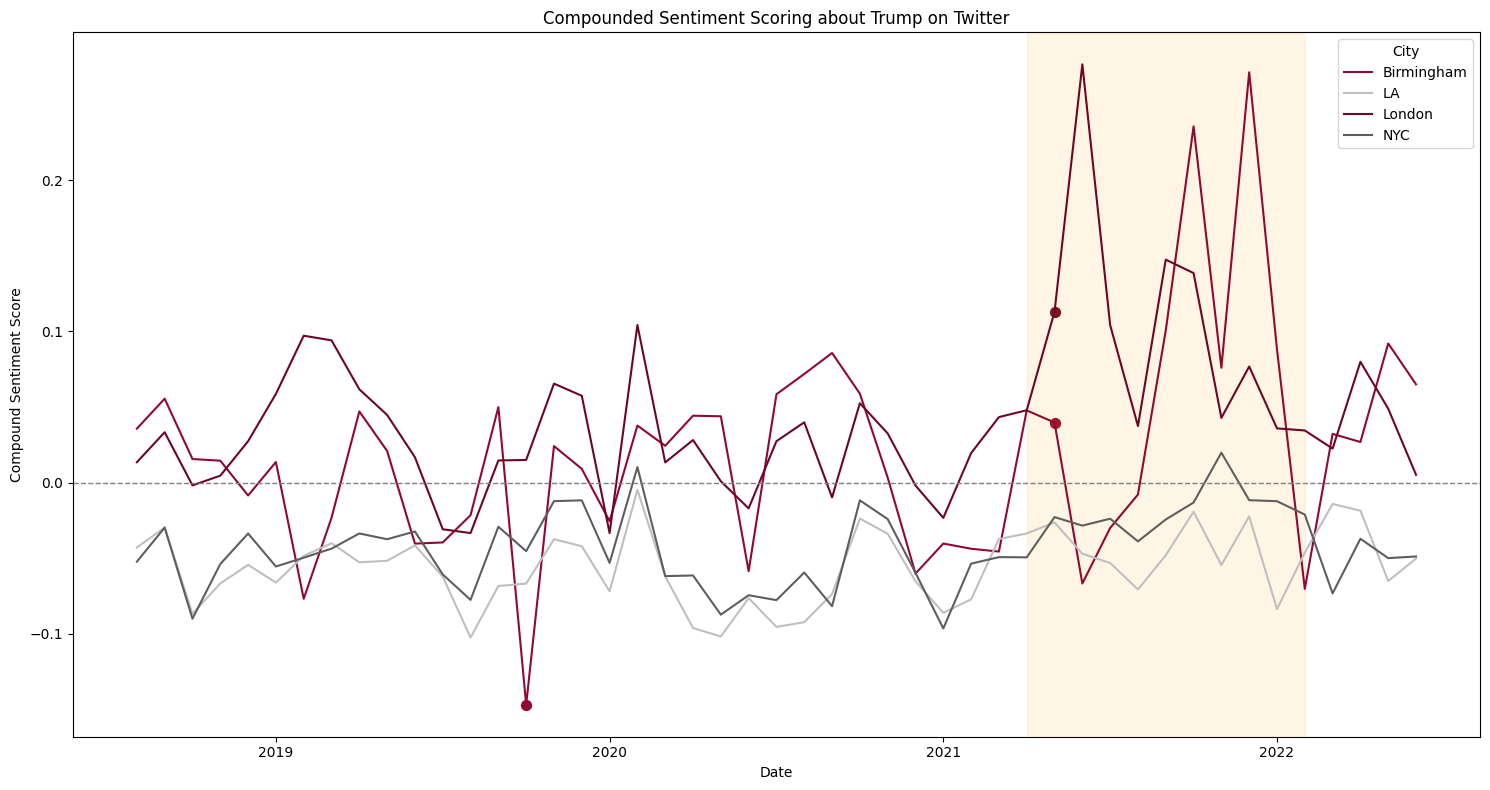 Compounded Sentiment Scoring about Trump on Twitter
City
Birmingham
LA
London
NYC
Compound Sentiment Score
0.2
0.1
0.0
−0.1
2019
2020
2021
2022
Date